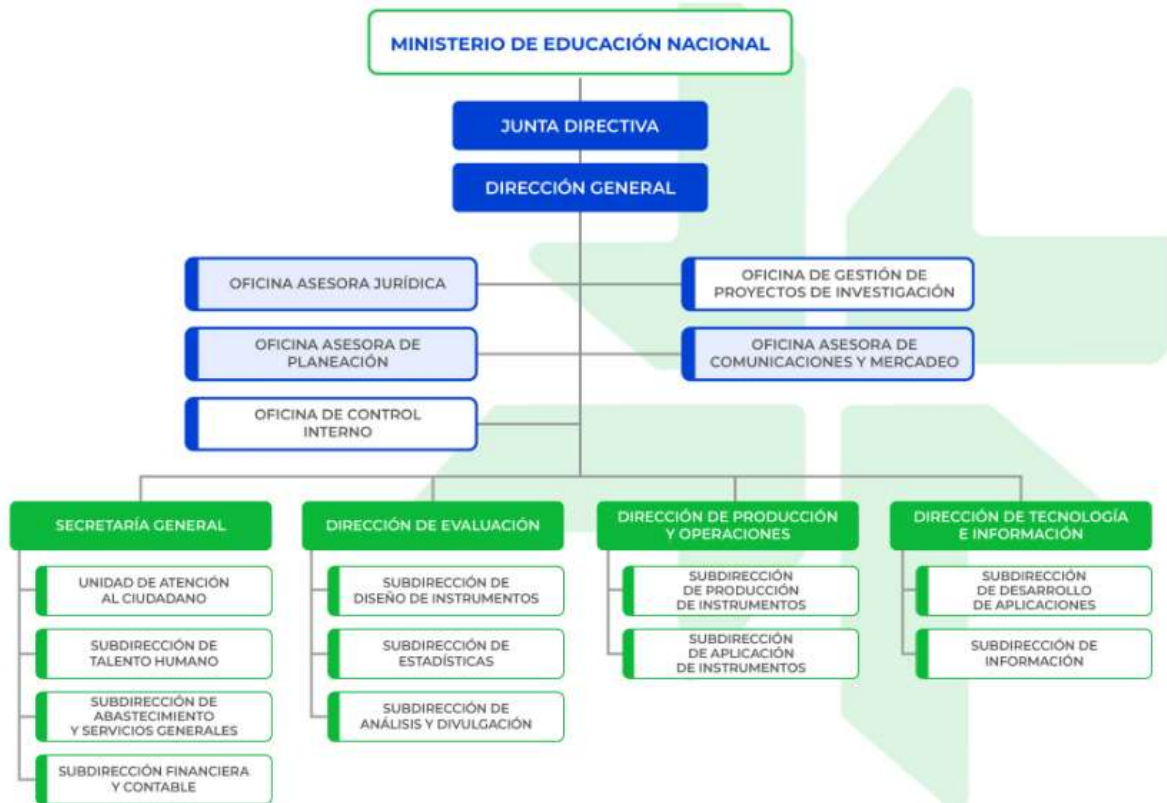 MINISTERIO DE EDUCACIÓN NACIONAL
JUNTA DIRECTIVA
DIRECCIÓN GENERAL
OFICINA ASESORA JURÍDICA
OFICINA DE GESTIÓN DE
PROYECTOS DE INVESTIGACIÓN
OFICINA ASESORA DE
PLANEACIÓN
OFICINA ASESORA DE
COMUNICACIONES Y MERCADEO
OFICINA DE CONTROL
INTERNO
SECRETARÍA GENERAL
UNIDAD DE ATENCIÓN
AL CIUDADANO
SUBDIRECCIÓN DE
TALENTO HUMANO
SUBDIRECCIÓN DE
ABASTECIMIENTO
Y SERVICIOS GENERALES
SUBDIRECCIÓN FINANCIERA
Y CONTABLE
DIRECCIÓN DE EVALUACIÓN
SUBDIRECCIÓN DE
DISEÑO DE INSTRUMENTOS
SUBDIRECCIÓN DE
ESTADÍSTICAS
SUBDIRECCIÓN DE
ANÁLISIS Y DIVULGACIÓN
DIRECCIÓN DE PRODUCCIÓN
Y OPERACIONES
SUBDIRECCIÓN
DE PRODUCCIÓN
DE INSTRUMENTOS
SUBDIRECCIÓN
DE APLICACIÓN
DE INSTRUMENTOS
DIRECCIÓN DE TECNOLOGÍA
E INFORMACIÓN
SUBDIRECCIÓN
DE DESARROLLO
DE APLICACIONES
SUBDIRECCIÓN DE
INFORMACIÓN